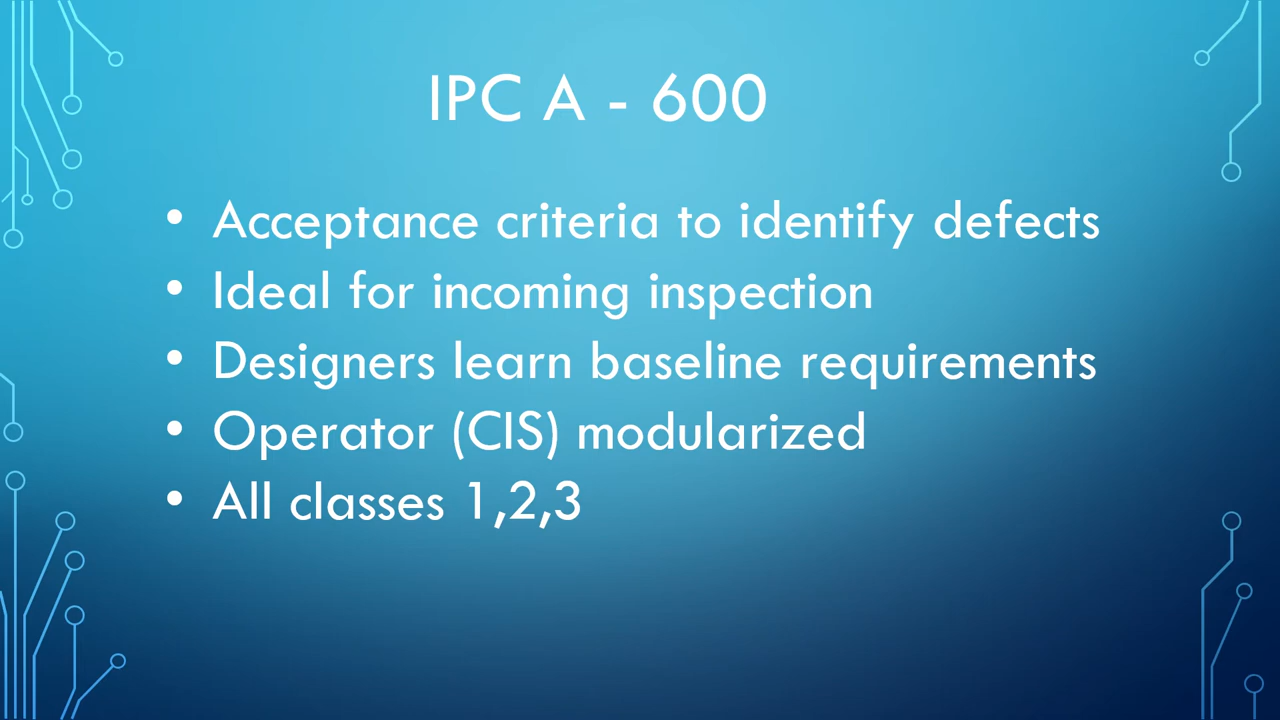 IPC A - 600
• Acceptance criteria to identify defects
• Ideal for incoming inspection
• Designers learn baseline requirements
• Operator (CIS) modularized
• All classes 1,2,3